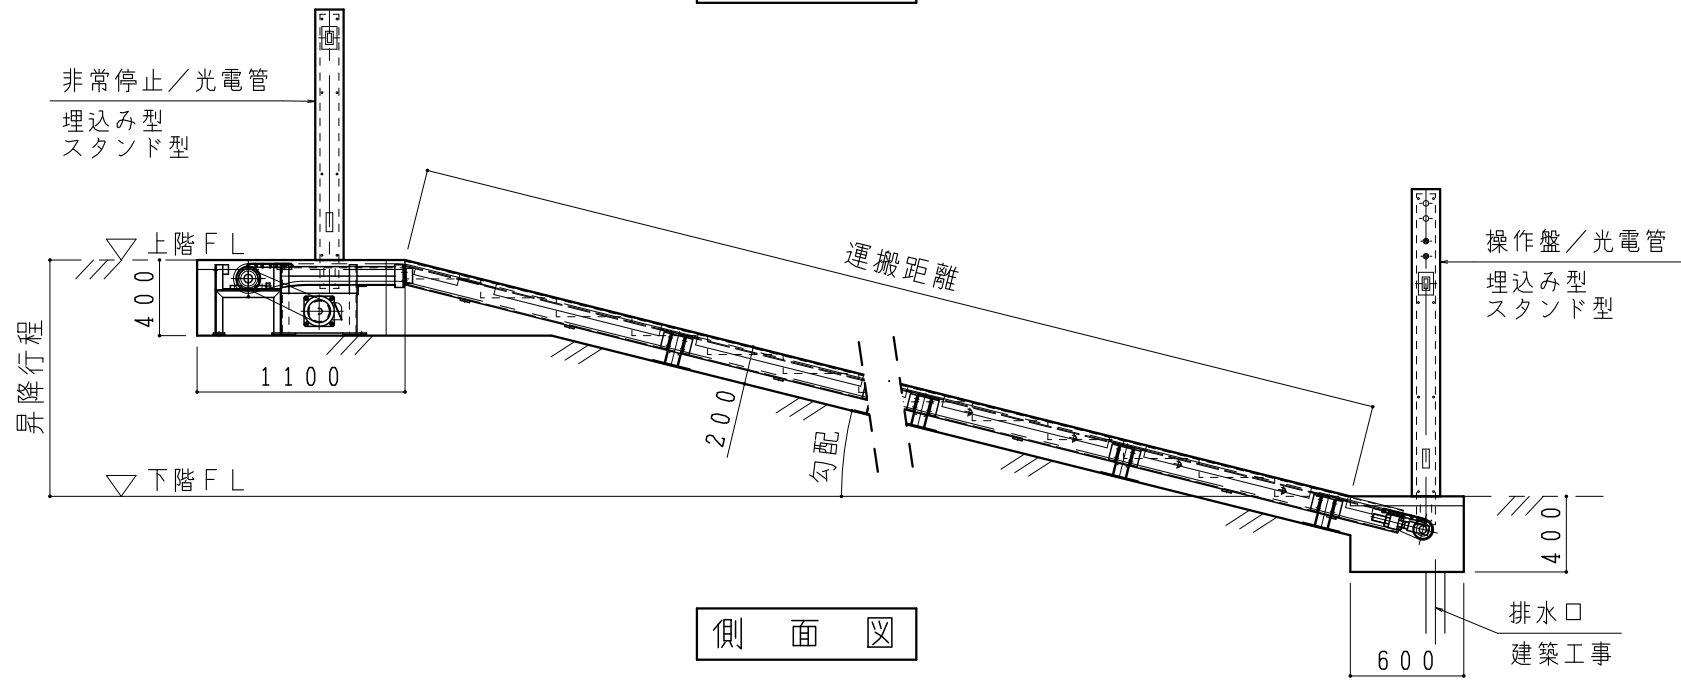 非常停止／光電管
埋込み型
スタンド型
上階ＦＬ
400
昇降行程
1100
下階ＦＬ
運搬距離
200
勾配
操作盤／光電管
埋込み型
スタンド型
400
600
排水口
建築工事
側面図